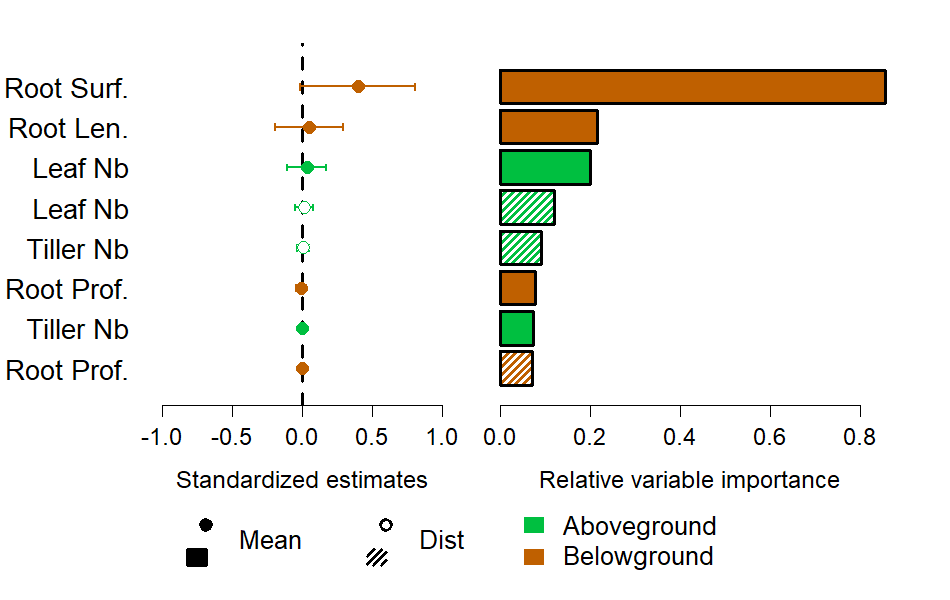 Root Surf.
Root Len.
Leaf Nb
Leaf Nb
Tiller Nb
Root Prof.
Tiller Nb
Root Prof.
-1.0 -0.5 0.0 0.5 1.0
0.0 0.2 0.4 0.6 0.8
Standardized estimates
Relative variable importance
Mean
Dist
Aboveground
Belowground